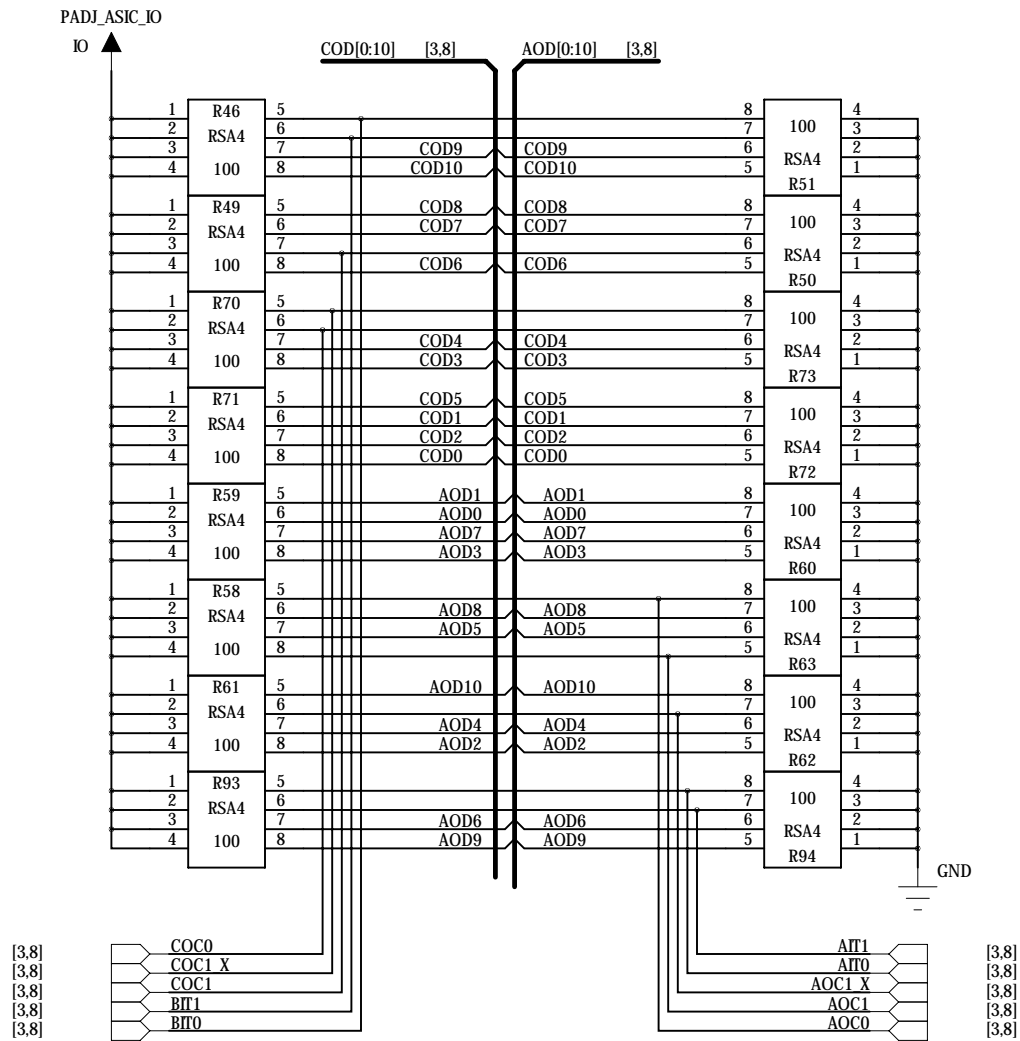 PADJ_ASIC_IO
IO
COD[0:10] [3,8] AOD[0:10] [3,8]
1 R46 5 8 4
2 RSA4 6 7 100 3
3 7 COD9 COD9 6 RSA4 2
4 100 8 COD10 COD10 5 1
R51
1 R49 5 COD8 COD8 8 4
2 RSA4 6 COD7 COD7 7 100 3
3 7 6 RSA4 2
4 100 8 COD6 COD6 5 1
R50
1 R70 5 8 4
2 RSA4 6 7 100 3
3 7 COD4 COD4 6 RSA4 2
4 100 8 COD3 COD3 5 1
R73
1 R71 5 COD5 COD5 8 4
2 RSA4 6 COD1 COD1 7 100 3
3 7 COD2 COD2 6 RSA4 2
4 100 8 COD0 COD0 5 1
R72
1 R59 5 AOD1 AOD1 8 4
2 RSA4 6 AOD0 AOD0 7 100 3
3 7 AOD7 AOD7 6 RSA4 2
4 100 8 AOD3 AOD3 5 1
R60
1 R58 5 8 4
2 RSA4 6 AOD8 AOD8 7 100 3
3 7 AOD5 AOD5 6 RSA4 2
4 100 8 5 1
R63
1 R61 5 AOD10 AOD10 8 4
2 RSA4 6 7 100 3
3 7 AOD4 AOD4 6 RSA4 2
4 100 8 AOD2 AOD2 5 1
R62
1 R93 5 8 4
2 RSA4 6 7 100 3
3 7 AOD6 AOD6 6 RSA4 2
4 100 8 AOD9 AOD9 5 1
R94
GND
[3,8] COC0 AIT1 [3,8]
[3,8] COC1_X AIT0 [3,8]
[3,8] COC1 AOC1_X [3,8]
[3,8] BIT1 AOC1 [3,8]
[3,8] BIT0 AOC0 [3,8]